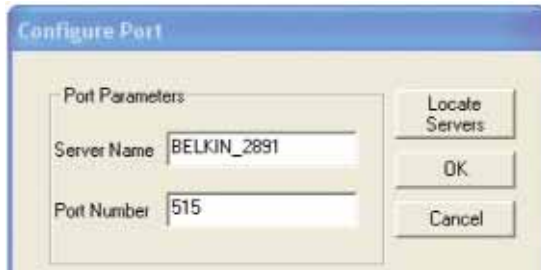 Configure Port
Port Parameters
Server Name BELKIN_2891
Port Number 515
Locate
Servers
OK
Cancel